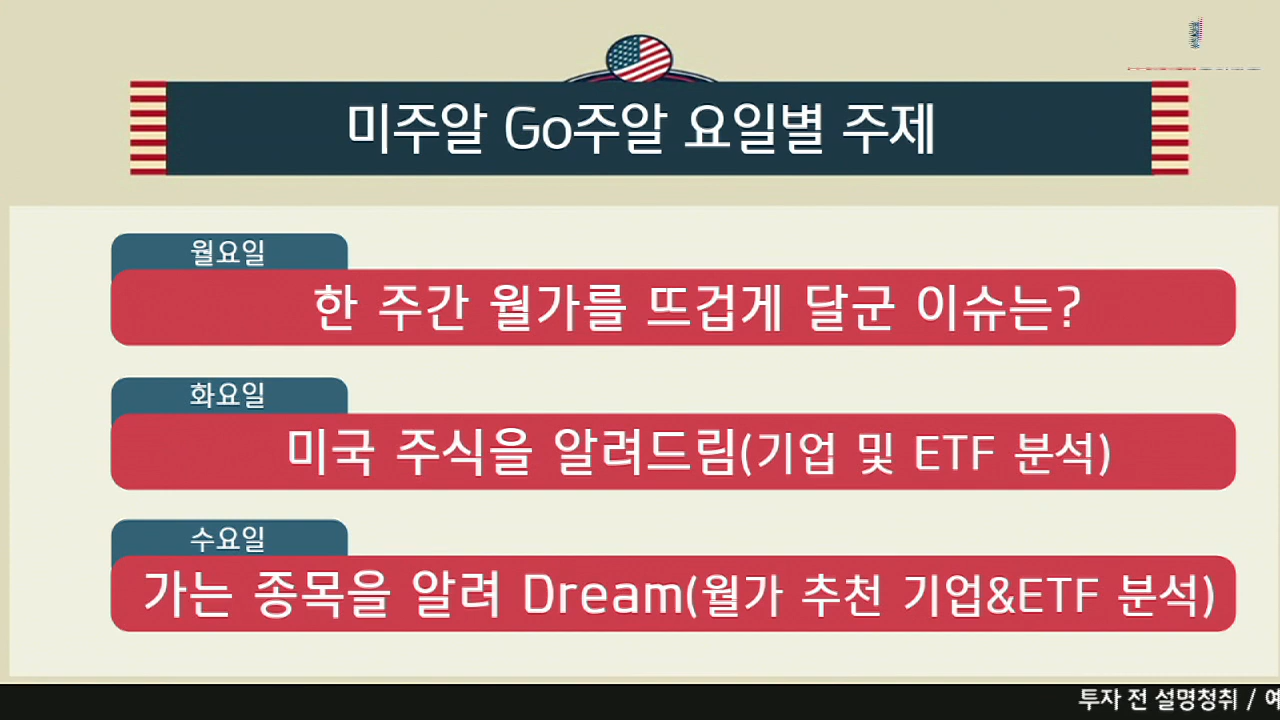 미주알 Go주알 요일별 주제
월요일
한 주간 월가를 뜨겁게 달군 이슈는?
화요일
미국 주식을 알려드림(기업 및 ETF 분석)
수요일
가는 종목을 알려 Dream(월가 추천 기업&ETF 분석)
투자 전 설명청취 /